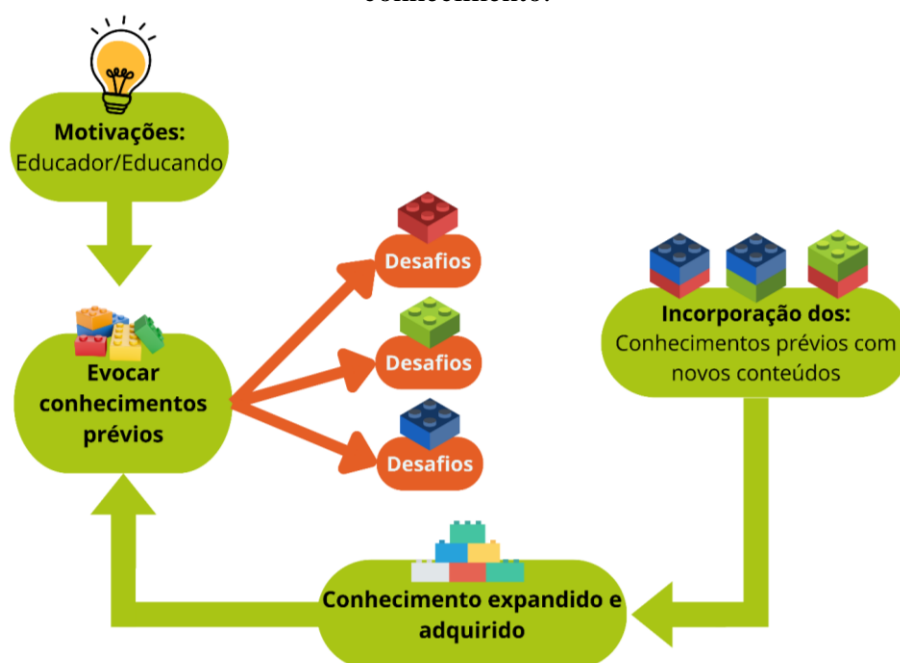 conhecimento.
Motivações:
Educador/Educando
Desafios
Desafios
Desafios
Evocar
conhecimentos
prévios
Incorporação dos:
Conhecimentos prévios com
novos conteúdos
Conhecimento expandido e
adquirido